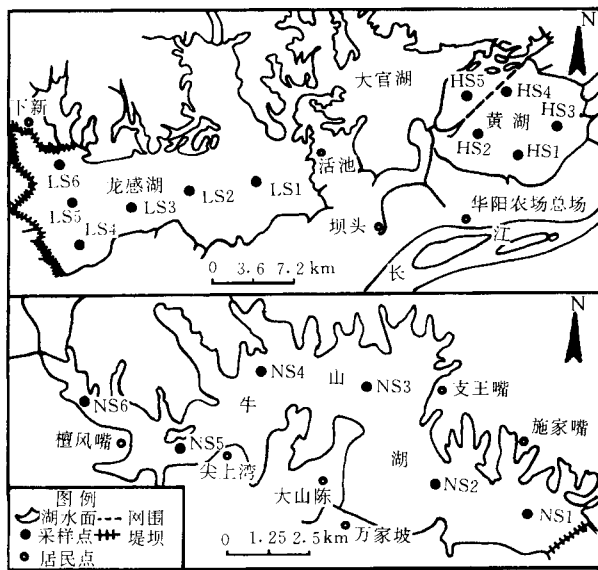 N
大官湖
HS5
HS4
下新
黄湖
HS3
HS2
HS1
活池
LS6
龙感湖
LS2
LS1
LS5
LS3
华阳农场总场
LS4
坝头
江
长
0 3.6 7.2 km
N
NS4
山
NS3
支王嘴
NS6
牛
檀风嘴
NS5
施家嘴
尖上湾
湖
大山陈
NS2
NS1
图例
湖水面
网围
采样点
堤坝
居民点
0 1.25 2.5km
万家坡